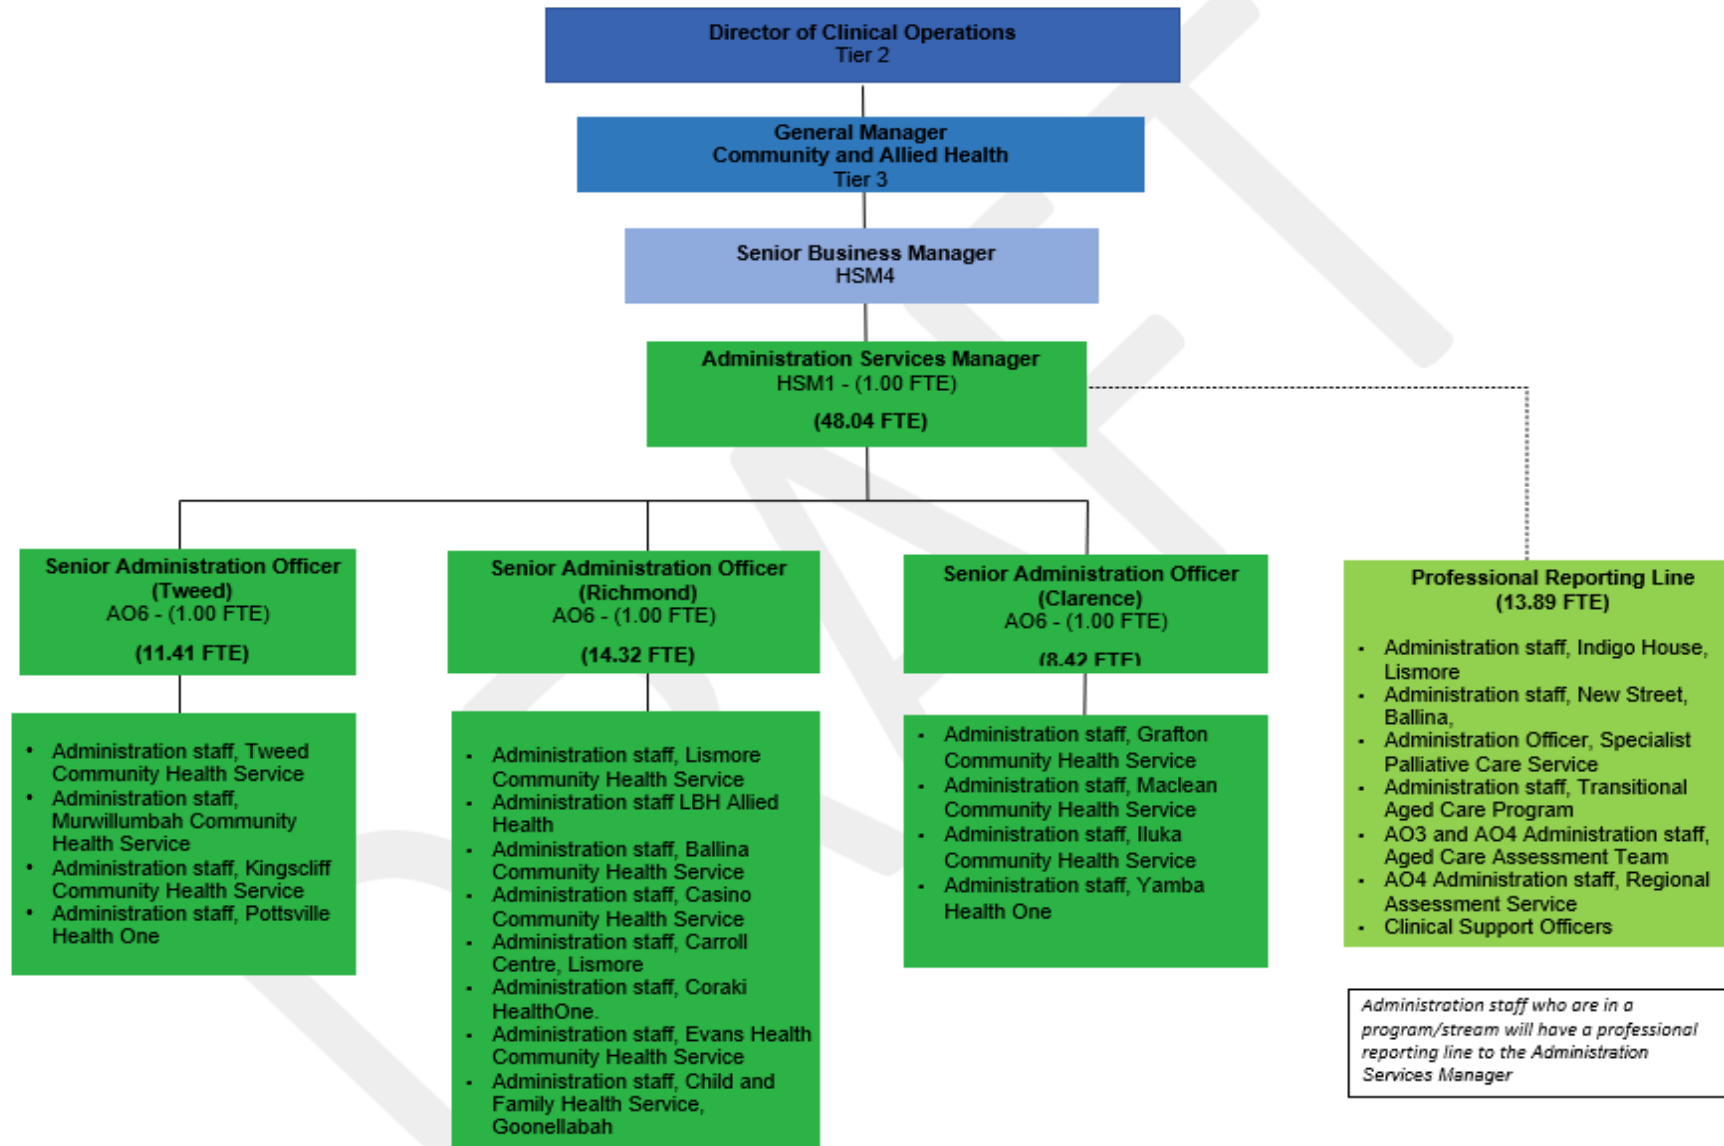 Director of Clinical Operations
Tier 2
General Manager
Community and Allied Health
Tier 3
Senior Business Manager
HSM4
Administration Services Manager
HSM1 - (1.00 FTE)
(48.04 FTE)
Senior Administration Officer
(Tweed)
AO6 - (1.00 FTE)
(11.41 FTE)
Senior Administration Officer
(Richmond)
AO6 - (1.00 FTE)
(14.32 FTE)
Senior Administration Officer
(Clarence)
AO6 - (1.00 FTE)
(8.42 FTE)
Professional Reporting Line
(13.89 FTE)
• Administration staff, Indigo House,
Lismore
• Administration staff, New Street,
Ballina,
• Administration Officer, Specialist
Palliative Care Service
• Administration staff, Transitional
Aged Care Program
• AO3 and AO4 Administration staff,
Aged Care Assessment Team
• AO4 Administration staff, Regional
Assessment Service
• Clinical Support Officers
• Administration staff, Tweed
Community Health Service
• Administration staff,
Murwillumbah Community
Health Service
• Administration staff, Kingscliff
Community Health Service
• Administration staff, Pottsville
Health One
• Administration staff, Lismore
Community Health Service
• Administration staff LBH Allied
Health
• Administration staff, Ballina
Community Health Service
• Administration staff, Casino
Community Health Service
• Administration staff, Carroll
Centre, Lismore
• Administration staff, Coraki
HealthOne.
• Administration staff, Evans Health
Community Health Service
• Administration staff, Child and
Family Health Service,
Goonellabah
• Administration staff, Grafton
Community Health Service
• Administration staff, Maclean
Community Health Service
• Administration staff, Iluka
Community Health Service
• Administration staff, Yamba
Health One
Administration staff who are in a
program/stream will have a professional
reporting line to the Administration
Services Manager
DRAFT